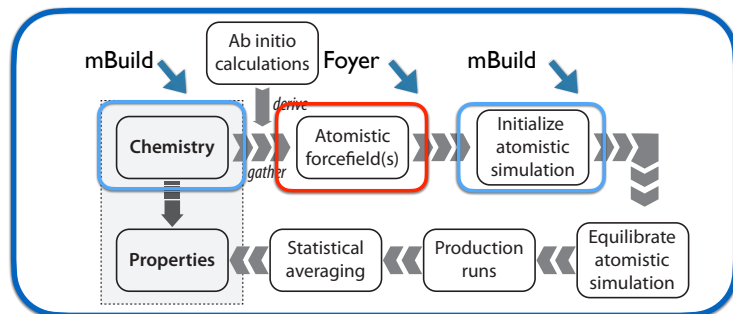 mBuild
Ab initio
calculations
Foyer
mBuild
derive
Chemistry
gather
Atomistic
forcefield(s)
Initialize
atomistic
simulation
Properties
Statistical
averaging
Production
runs
Equilibrate
atomistic
simulation